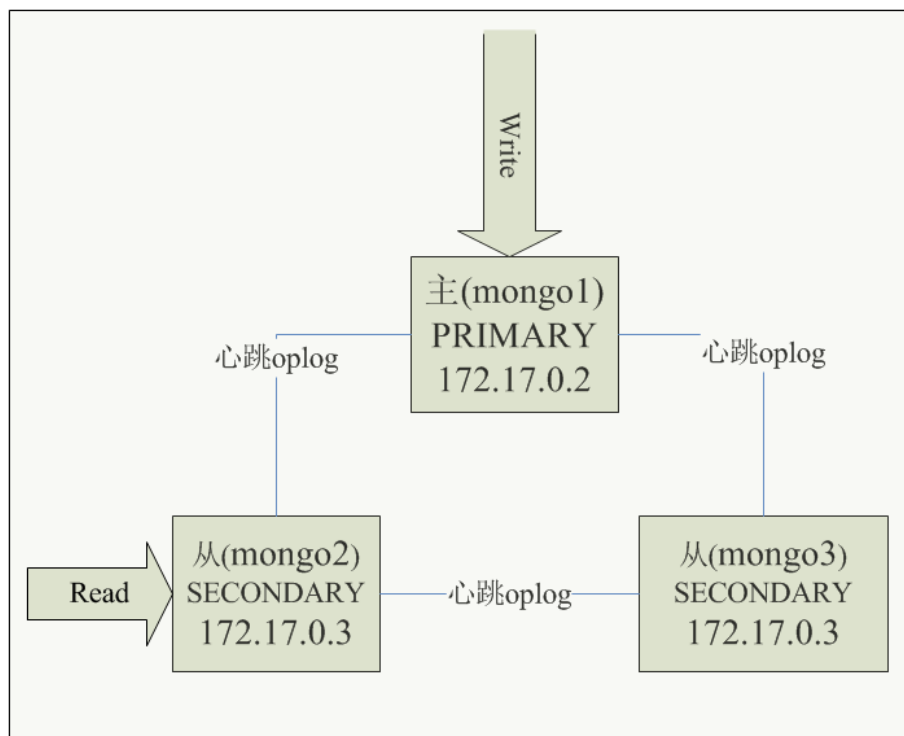 Write
主(mongo1)
PRIMARY
172.17.0.2
心跳oplog
心跳oplog
从(mongo2)
SECONDARY
172.17.0.3
Read
心跳oplog
从(mongo3)
SECONDARY
172.17.0.3